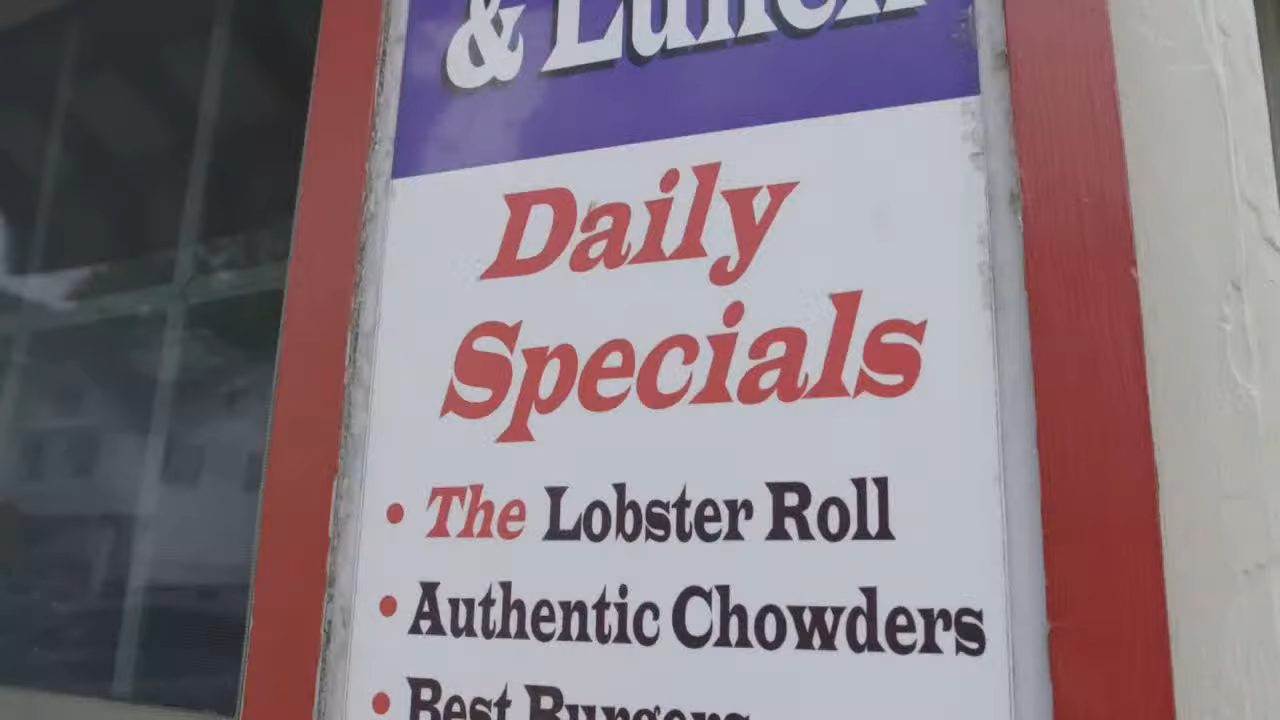 & Lunch
Daily
Specials
• The Lobster Roll
• Authentic Chowders
• Best Burgers